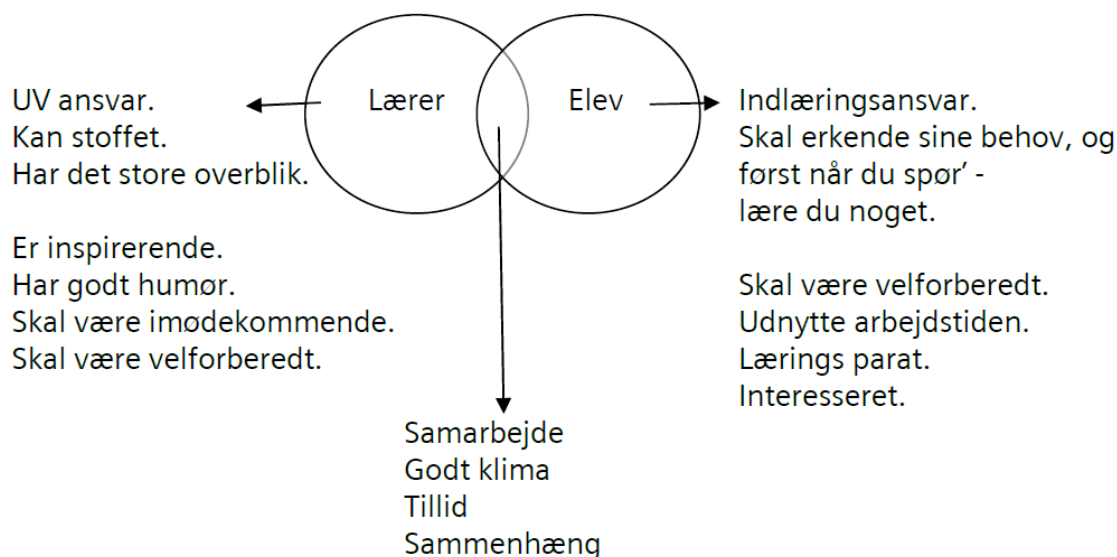 Lærer
Elev
UV ansvar.
Kan stoffet.
Har det store overblik.
Er inspirerende.
Har godt humør.
Skal være imødekommende.
Skal være velforberedt.
Indlæringsansvar.
Skal erkende sine behov, og
først når du spør’ -
lære du noget.
Skal være velforberedt.
Udnytte arbejdstiden.
Lærings parat.
Interesseret.
Samarbejde
Godt klima
Tillid
Sammenhæng